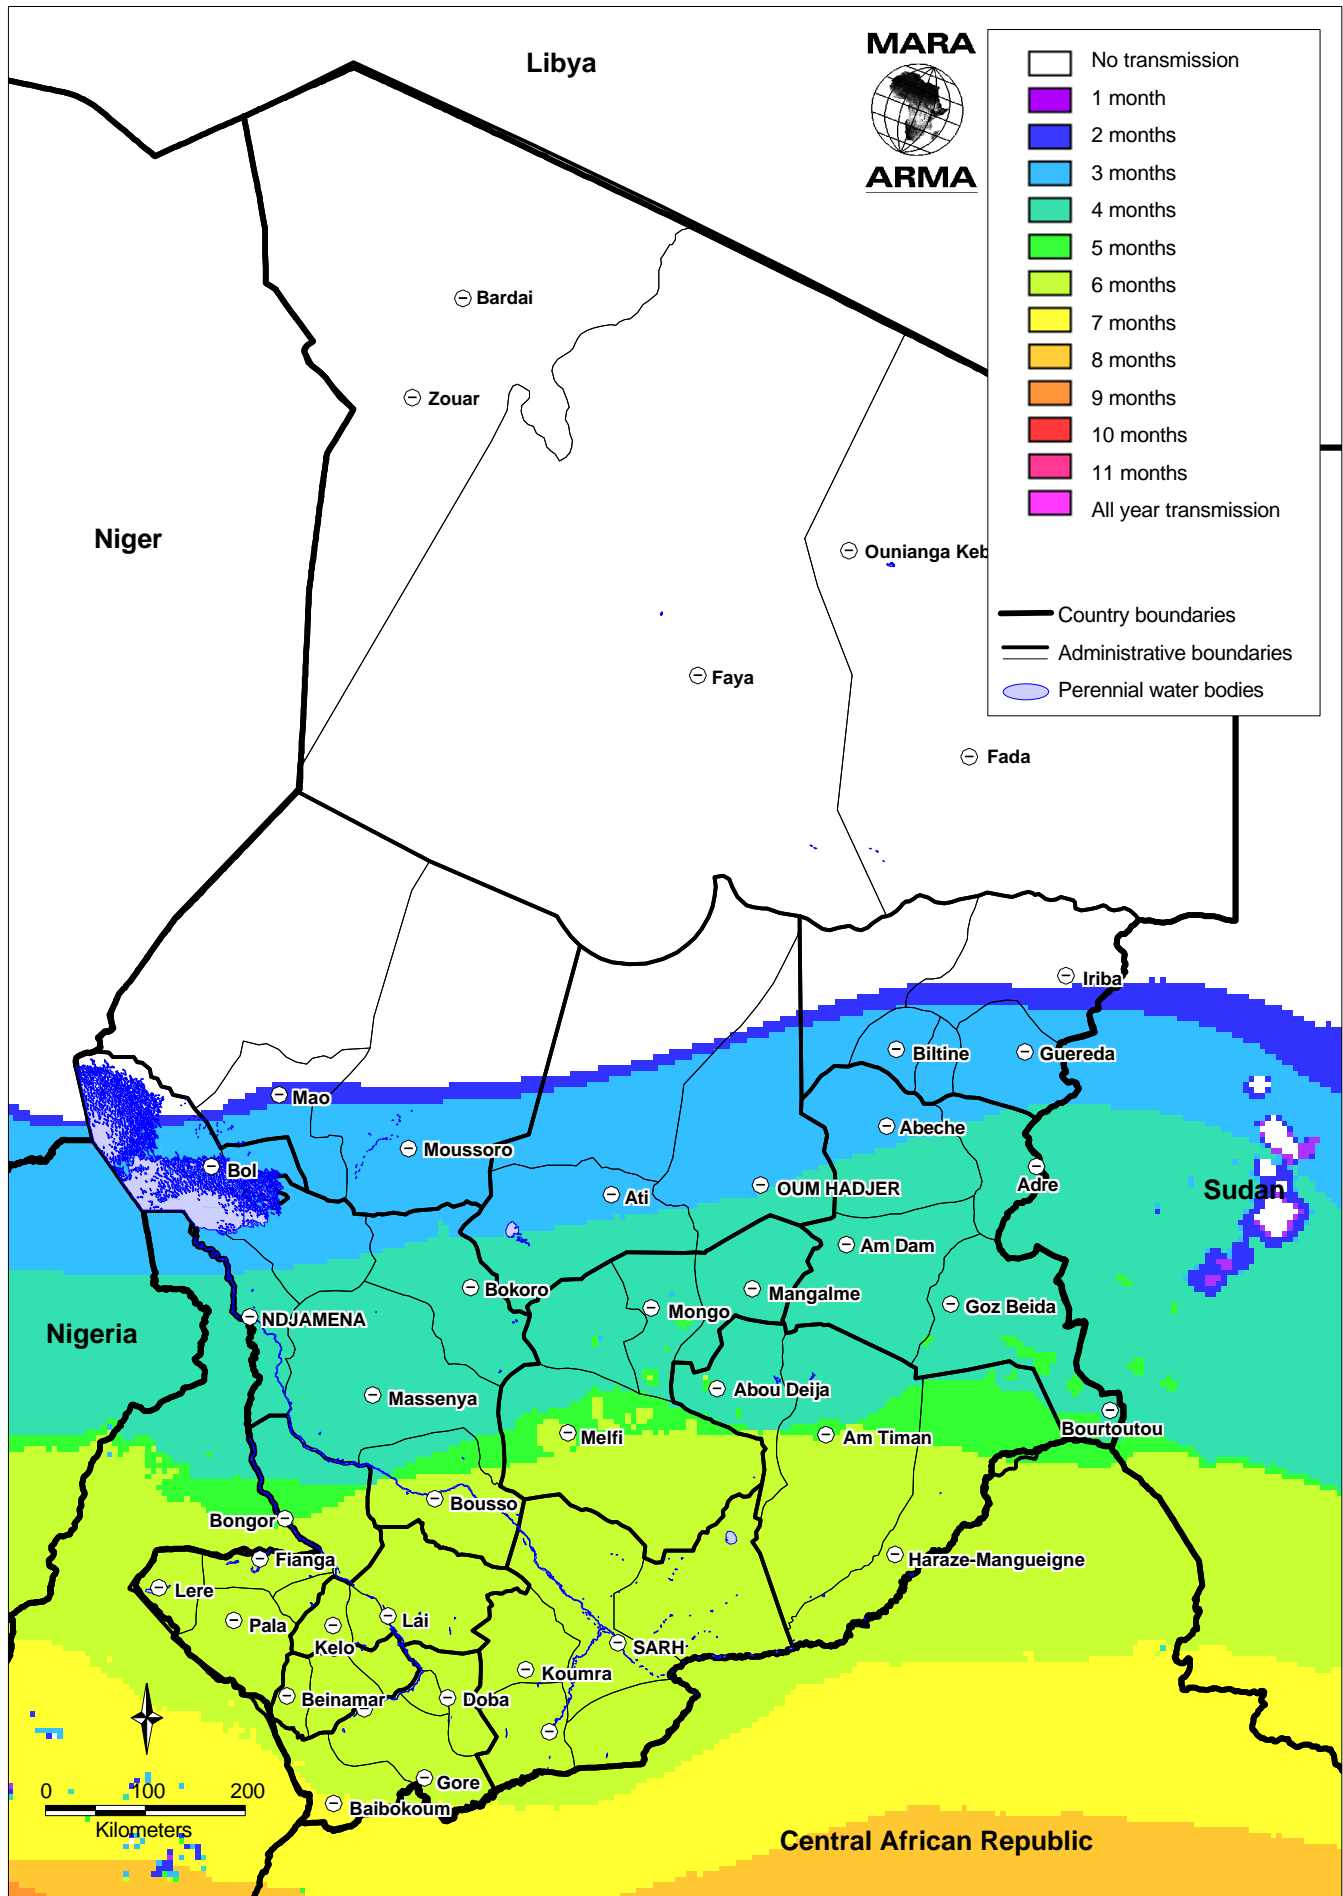 Libya
MARA
ARMA
No transmission
1 month
2 months
3 months
4 months
5 months
6 months
7 months
8 months
9 months
10 months
11 months
All year transmission
Country boundaries
Administrative boundaries
Perennial water bodies
Bardai
Zouar
Niger
Ounianga Keb
Faya
Fada
Iriba
Biltine
Guereda
Mao
Abeche
Moussoro
Bol
Adre
Sudan
OUM HADJER
Ati
Am Dam
Bokoro
Mangalme
Goz Beida
Mongo
NDJAMENA
Nigeria
Abou Deija
Massenya
Bourtoutou
Melfi
Am Timan
Bousso
Bongor
Fianga
Haraze-Mangueigne
Lere
Pala
Lái
Kelo
SARH
Koumra
Beinamar
Doba
Gore
Baibokoum
0 100 200
Kilometers
Central African Republic